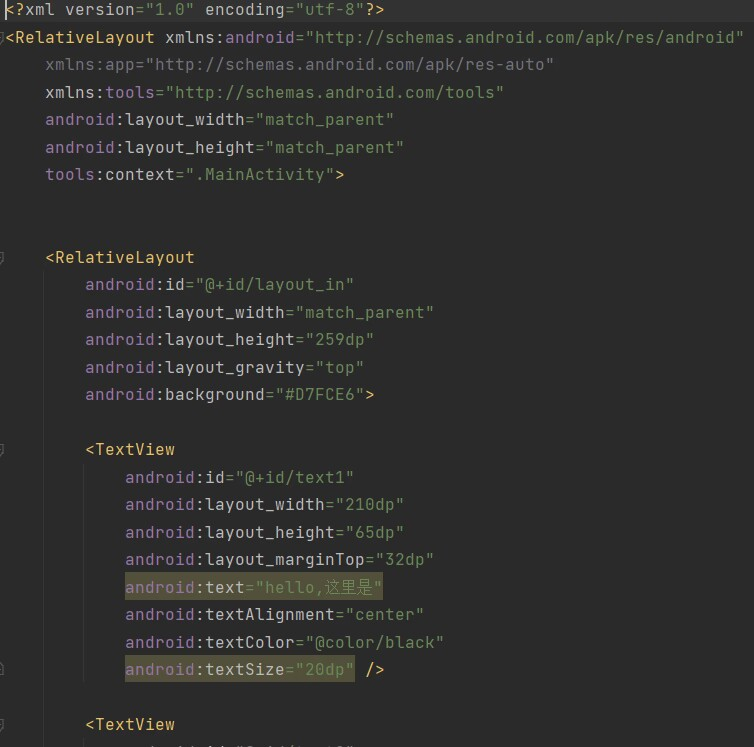 <?xml version="1.0" encoding="utf-8"?>
<RelativeLayout xmlns:android="http://schemas.android.com/apk/res/android"
xmlns:app="http://schemas.android.com/apk/res-auto"
xmlns:tools="http://schemas.android.com/tools"
android:layout_width="match_parent"
android:layout_height="match_parent"
tools:context=".MainActivity">
<RelativeLayout
android:id="@+id/layout_in"
android:layout_width="match_parent"
android:layout_height="259dp"
android:layout_gravity="top"
android:background="#D7FCE6">
<TextView
android:id="@+id/text1"
android:layout_width="210dp"
android:layout_height="65dp"
android:layout_marginTop="32dp"
android:text="hello,这里是"
android:textAlignment="center"
android:textColor="@color/black"
android:textSize="20dp" />
<TextView